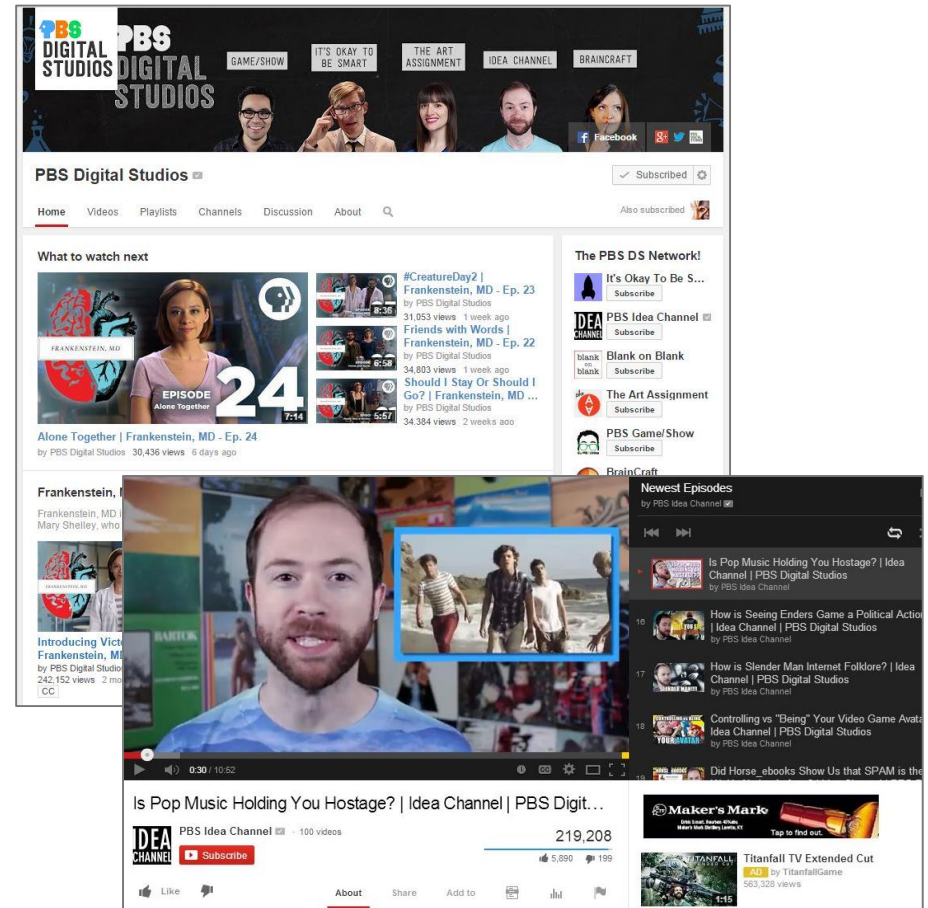 PBS
DIGITAL
STUDIOS
PBS
DIGITAL
STUDIOS
GAME/SHOW
IT'S OKAY TO
BE SMART
THE ART
ASSIGNMENT
IDEA CHANNEL
BRAINCRAFT
Facebook
PBS Digital Studios
Subscribed
Home Videos Playlists Channels Discussion About
Also subscribed
What to watch next
FRANKENSTEIN, MD
EPISODE
24
Alone Together
7:14
Alone Together | Frankenstein, MD - Ep. 24
by PBS Digital Studios 30,436 views 6 days ago
8:36
#CreatureDay2 |
Frankenstein, MD - Ep. 23
by PBS Digital Studios
31,053 views 1 week ago
6:58
Friends with Words |
Frankenstein, MD - Ep. 22
by PBS Digital Studios
34,803 views 1 week ago
5:57
Should I Stay Or Should I
Go? | Frankenstein, MD ...
by PBS Digital Studios
34,384 views 2 weeks ago
The PBS DS Network!
It's Okay To Be S...
Subscribe
IDEA
CHANNEL
PBS Idea Channel
Subscribe
blank
on
blank
Blank on Blank
Subscribe
The Art Assignment
Subscribe
PBS Game/Show
Subscribe
BrainCraft
Frankenstein,
Frankenstein, MD i
Mary Shelley, who
Introducing Vict
Frankenstein, M
by PBS Digital Studio
242,152 views 2 mo
CC
BARTOK
0:30 / 10:52
Newest Episodes
by PBS Idea Channel
Is Pop Music Holding You Hostage? | Idea
Channel | PBS Digital Studios
by PBS Idea Channel
16
How is Seeing Enders Game a Political Actio
| Idea Channel | PBS Digital Studios
by PBS Idea Channel
17
SLENDER MAN
How is Slender Man Internet Folklore? | Idea
Channel | PBS Digital Studios
by PBS Idea Channel
18
YOUR AVATAR
Controlling vs "Being" Your Video Game Avata
Idea Channel | PBS Digital Studios
by PBS Idea Channel
19
Did Horse_ebooks Show Us that SPAM is the
Is Pop Music Holding You Hostage? | Idea Channel | PBS Digit...
IDEA
CHANNEL
PBS Idea Channel · 100 videos
Subscribe
219,208
5,890 199
Like
About Share Add to
Maker's Mark
Tap to find out.
TITANFALL
1:15
Titanfall TV Extended Cut
AD by TitanfallGame
563,328 views